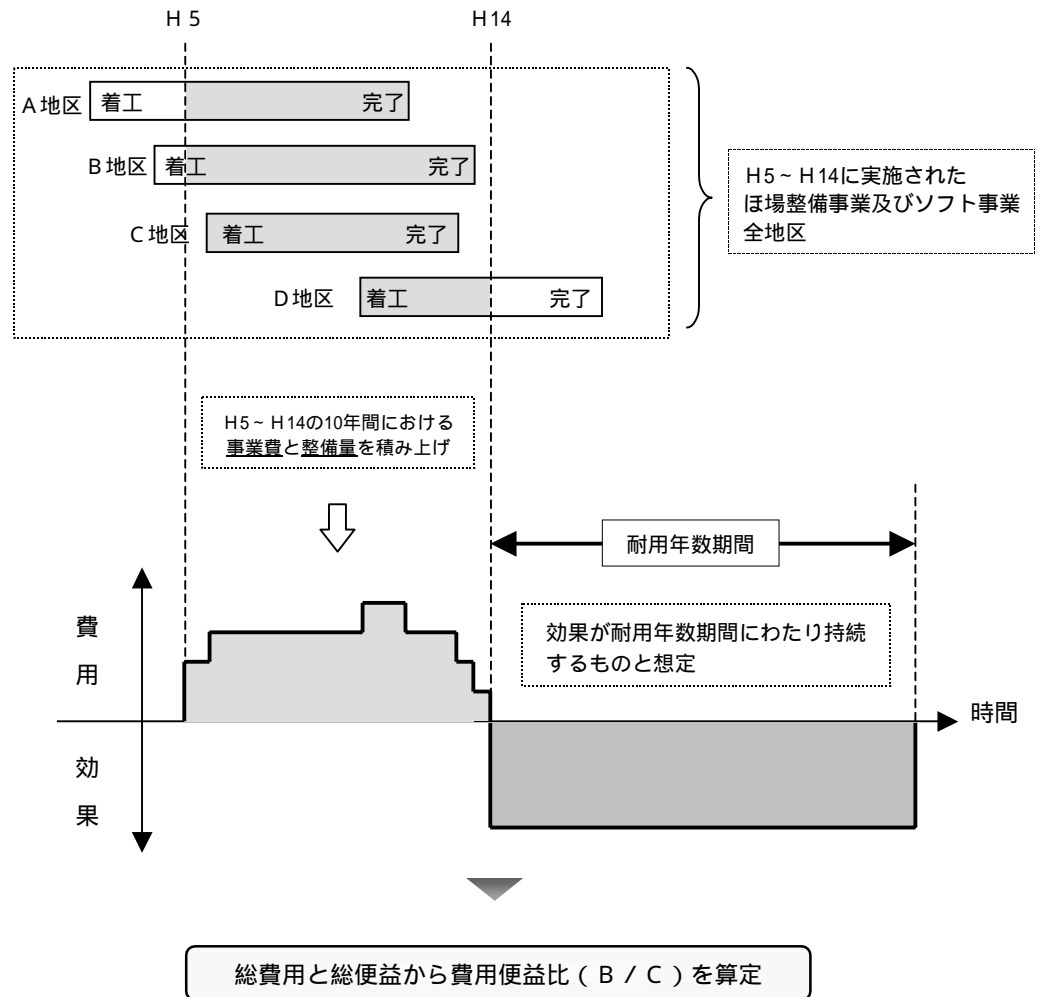 H 5
H14
A地区
着工
完了
B地区
着工
完了
C地区
着工
完了
D地区
着工
完了
H5~H14に実施された
ほ場整備事業及びソフト事業
全地区
H5~H14の10年間における
事業費と整備量を積み上げ
耐用年数期間
効果が耐用年数期間にわたり持続
するものと想定
費
用
時間
効
果
総費用と総便益から費用便益比(B/C)を算定